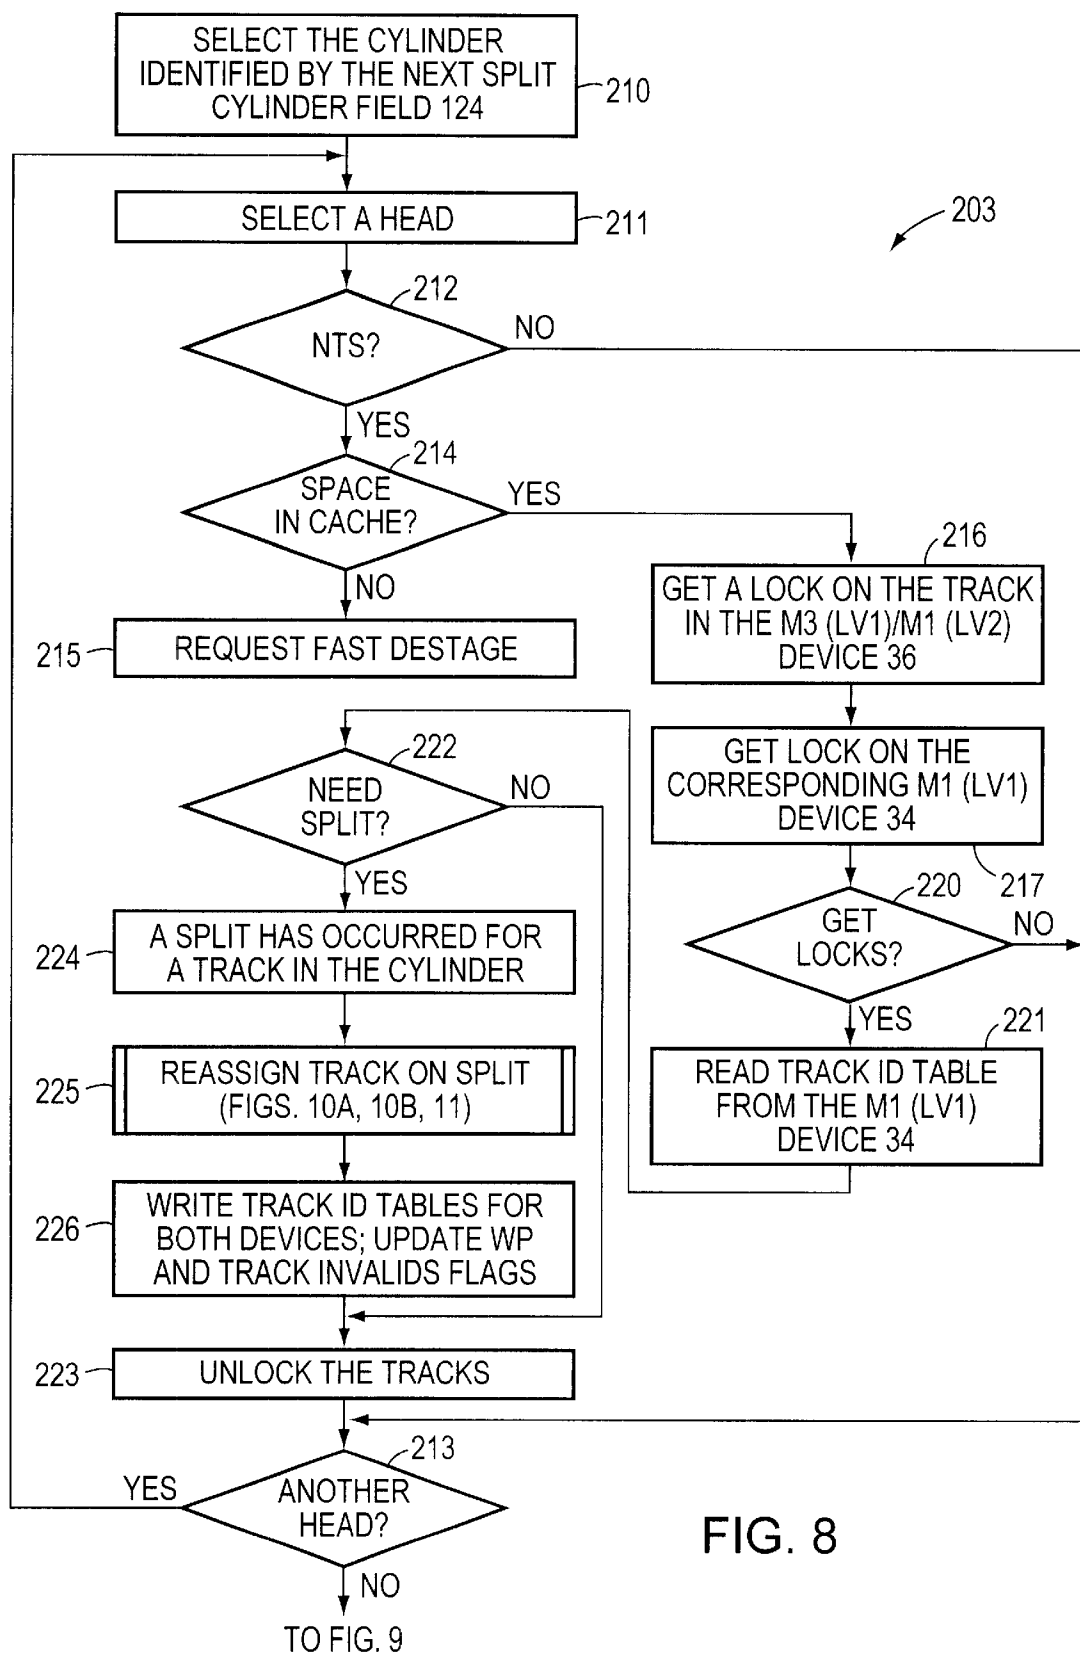 SELECT THE CYLINDER
IDENTIFIED BY THE NEXT SPLIT
CYLINDER FIELD 124
210
SELECT A HEAD
211
203
212
NTS?
NO
YES
214
SPACE
IN CACHE?
YES
NO
215
REQUEST FAST DESTAGE
216
GET A LOCK ON THE TRACK
IN THE M3 (LV1)/M1 (LV2)
DEVICE 36
GET LOCK ON THE
CORRESPONDING M1 (LV1)
DEVICE 34
217
220
GET
LOCKS?
NO
YES
221
READ TRACK ID TABLE
FROM THE M1 (LV1)
DEVICE 34
222
NEED
SPLIT?
NO
YES
224
A SPLIT HAS OCCURRED FOR
A TRACK IN THE CYLINDER
225
REASSIGN TRACK ON SPLIT
(FIGS. 10A, 10B, 11)
226
WRITE TRACK ID TABLES FOR
BOTH DEVICES; UPDATE WP
AND TRACK INVALIDS FLAGS
223
UNLOCK THE TRACKS
213
YES
ANOTHER
HEAD?
NO
TO FIG. 9
FIG. 8